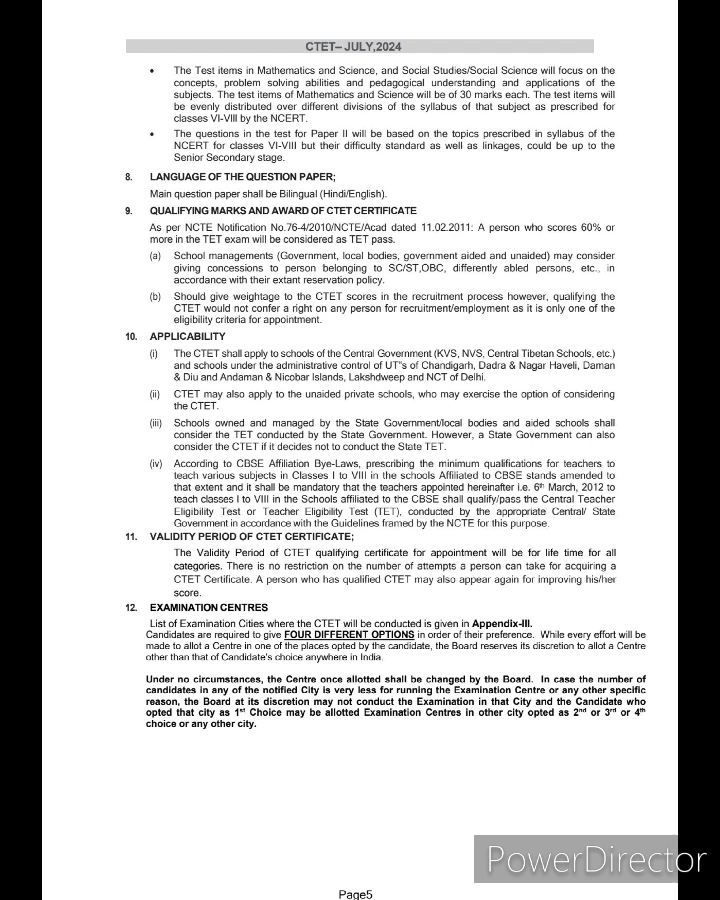 CTET– JULY,2024
• The Test items in Mathematics and Science, and Social Studies/Social Science will focus on the
concepts, problem solving abilities and pedagogical understanding and applications of the
subjects. The test items of Mathematics and Science will be of 30 marks each. The test items will
be evenly distributed over different divisions of the syllabus of that subject as prescribed for
classes VI-VIII by the NCERT.
• The questions in the test for Paper II will be based on the topics prescribed in syllabus of the
NCERT for classes VI-VIII but their difficulty standard as well as linkages, could be up to the
Senior Secondary stage.
8. LANGUAGE OF THE QUESTION PAPER;
Main question paper shall be Bilingual (Hindi/English).
9. QUALIFYING MARKS AND AWARD OF CTET CERTIFICATE
As per NCTE Notification No.76-4/2010/NCTE/Acad dated 11.02.2011: A person who scores 60% or
more in the TET exam will be considered as TET pass.
(a) School managements (Government, local bodies, government aided and unaided) may consider
giving concessions to person belonging to SC/ST,OBC, differently abled persons, etc., in
accordance with their extant reservation policy.
(b) Should give weightage to the CTET scores in the recruitment process however, qualifying the
CTET would not confer a right on any person for recruitment/employment as it is only one of the
eligibility criteria for appointment.
10. APPLICABILITY
(i) The CTET shall apply to schools of the Central Government (KVS, NVS, Central Tibetan Schools, etc.)
and schools under the administrative control of UT"s of Chandigarh, Dadra & Nagar Haveli, Daman
& Diu and Andaman & Nicobar Islands, Lakshdweep and NCT of Delhi.
(ii) CTET may also apply to the unaided private schools, who may exercise the option of considering
the CTET.
(iii) Schools owned and managed by the State Government/local bodies and aided schools shall
consider the TET conducted by the State Government. However, a State Government can also
consider the CTET if it decides not to conduct the State TET.
(iv) According to CBSE Affiliation Bye-Laws, prescribing the minimum qualifications for teachers to
teach various subjects in Classes I to VIII in the schools Affiliated to CBSE stands amended to
that extent and it shall be mandatory that the teachers appointed hereinafter i.e. 6th March, 2012 to
teach classes I to VIII in the Schools affiliated to the CBSE shall qualify/pass the Central Teacher
Eligibility Test or Teacher Eligibility Test (TET), conducted by the appropriate Central/ State
Government in accordance with the Guidelines framed by the NCTE for this purpose.
11. VALIDITY PERIOD OF CTET CERTIFICATE;
The Validity Period of CTET qualifying certificate for appointment will be for life time for all
categories. There is no restriction on the number of attempts a person can take for acquiring a
CTET Certificate. A person who has qualified CTET may also appear again for improving his/her
score.
12. EXAMINATION CENTRES
List of Examination Cities where the CTET will be conducted is given in Appendix-III.
Candidates are required to give FOUR DIFFERENT OPTIONS in order of their preference. While every effort will be
made to allot a Centre in one of the places opted by the candidate, the Board reserves its discretion to allot a Centre
other than that of Candidate's choice anywhere in India.
Under no circumstances, the Centre once allotted shall be changed by the Board. In case the number of
candidates in any of the notified City is very less for running the Examination Centre or any other specific
reason, the Board at its discretion may not conduct the Examination in that City and the Candidate who
opted that city as 1st Choice may be allotted Examination Centres in other city opted as 2nd or 3rd or 4th
choice or any other city.
PowerDirector
Page5